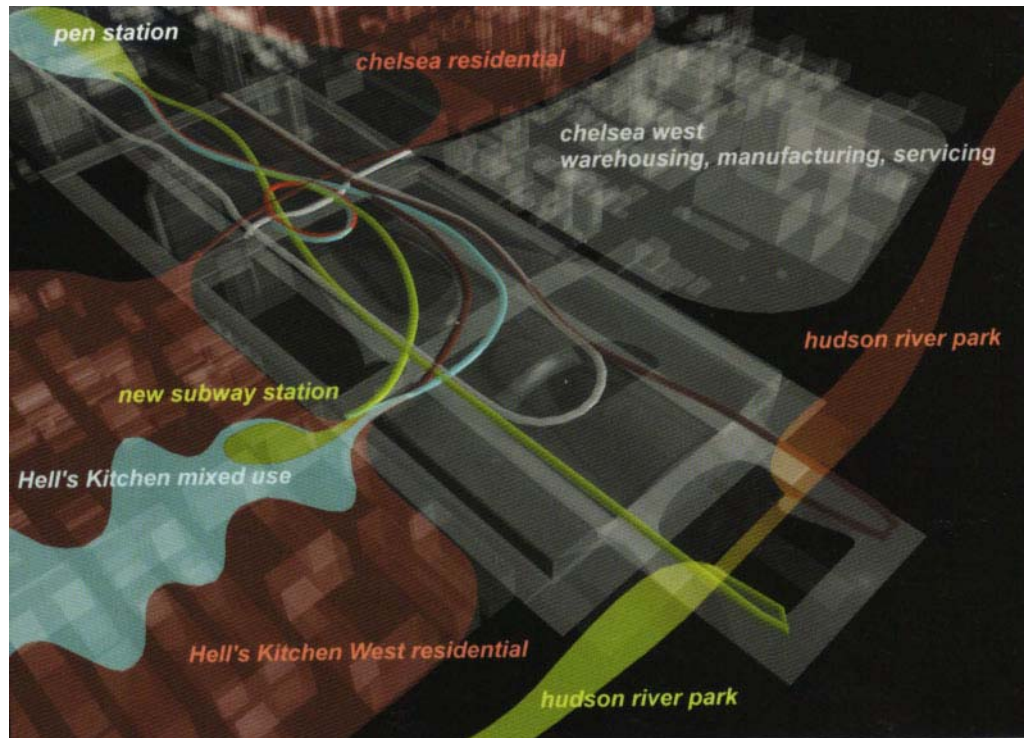 pen station
chelsea residential
chelsea west
warehousing, manufacturing, servicing
hudson river park
new subway station
Hell's Kitchen mixed use
Hell's Kitchen West residential
hudson river park